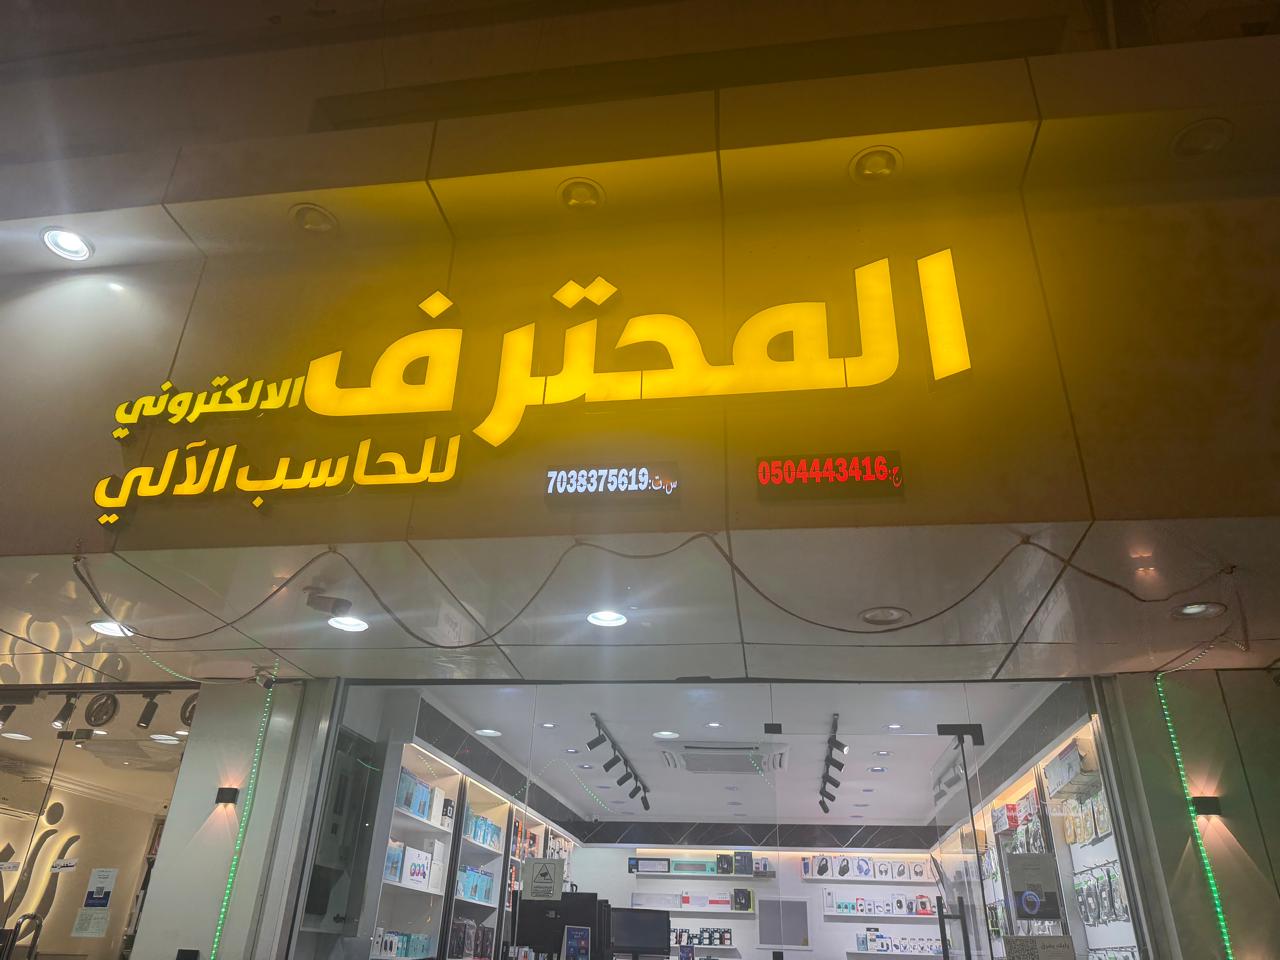 المحترف
الالكتروني
للحاسب الآلي
ج:0504443416
س.ت:7038375619